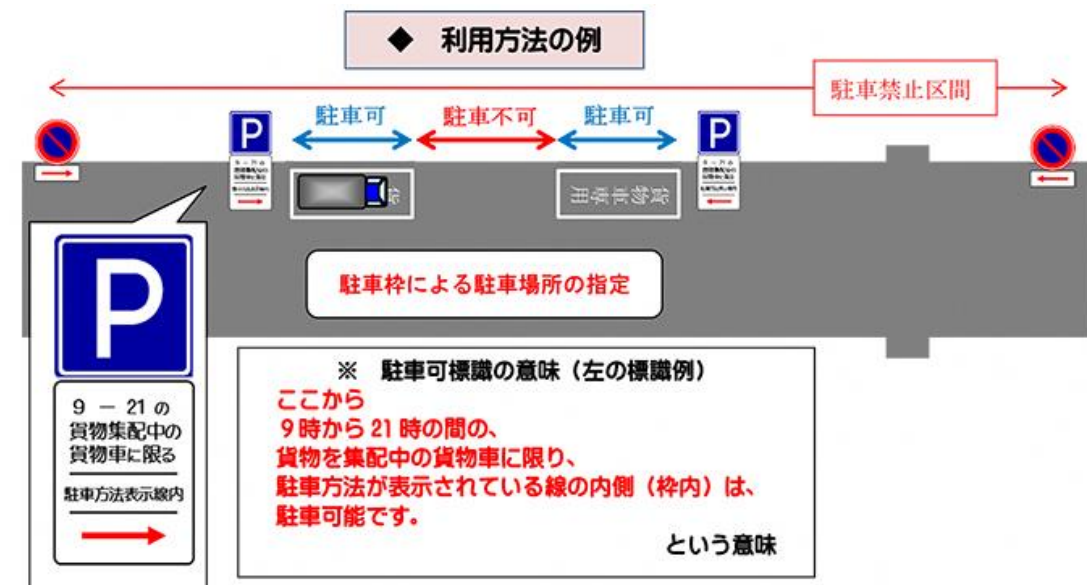 ◆ 利用方法の例
駐車禁止区間
駐車可
駐車不可
駐車可
P
P
貨物車専用
駐車枠による駐車場所の指定
P
9 − 21 の
貨物集配中の
貨物車に限る
駐車方法表示線内
※ 駐車可標識の意味（左の標識例）
ここから
9時から21時の間の、
貨物を集配中の貨物車に限り、
駐車方法が表示されている線の内側（枠内）は、
駐車可能です。
という意味